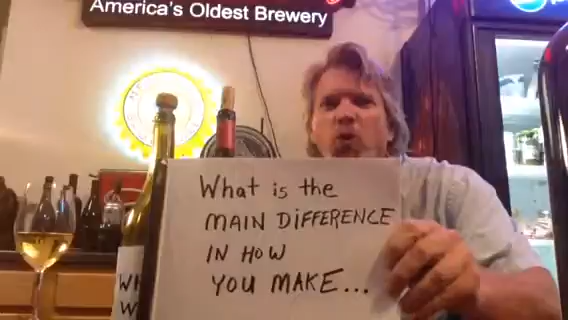 America's Oldest Brewery
What is the
MAIN DIFFERENCE
IN HOW
YOU MAKE...